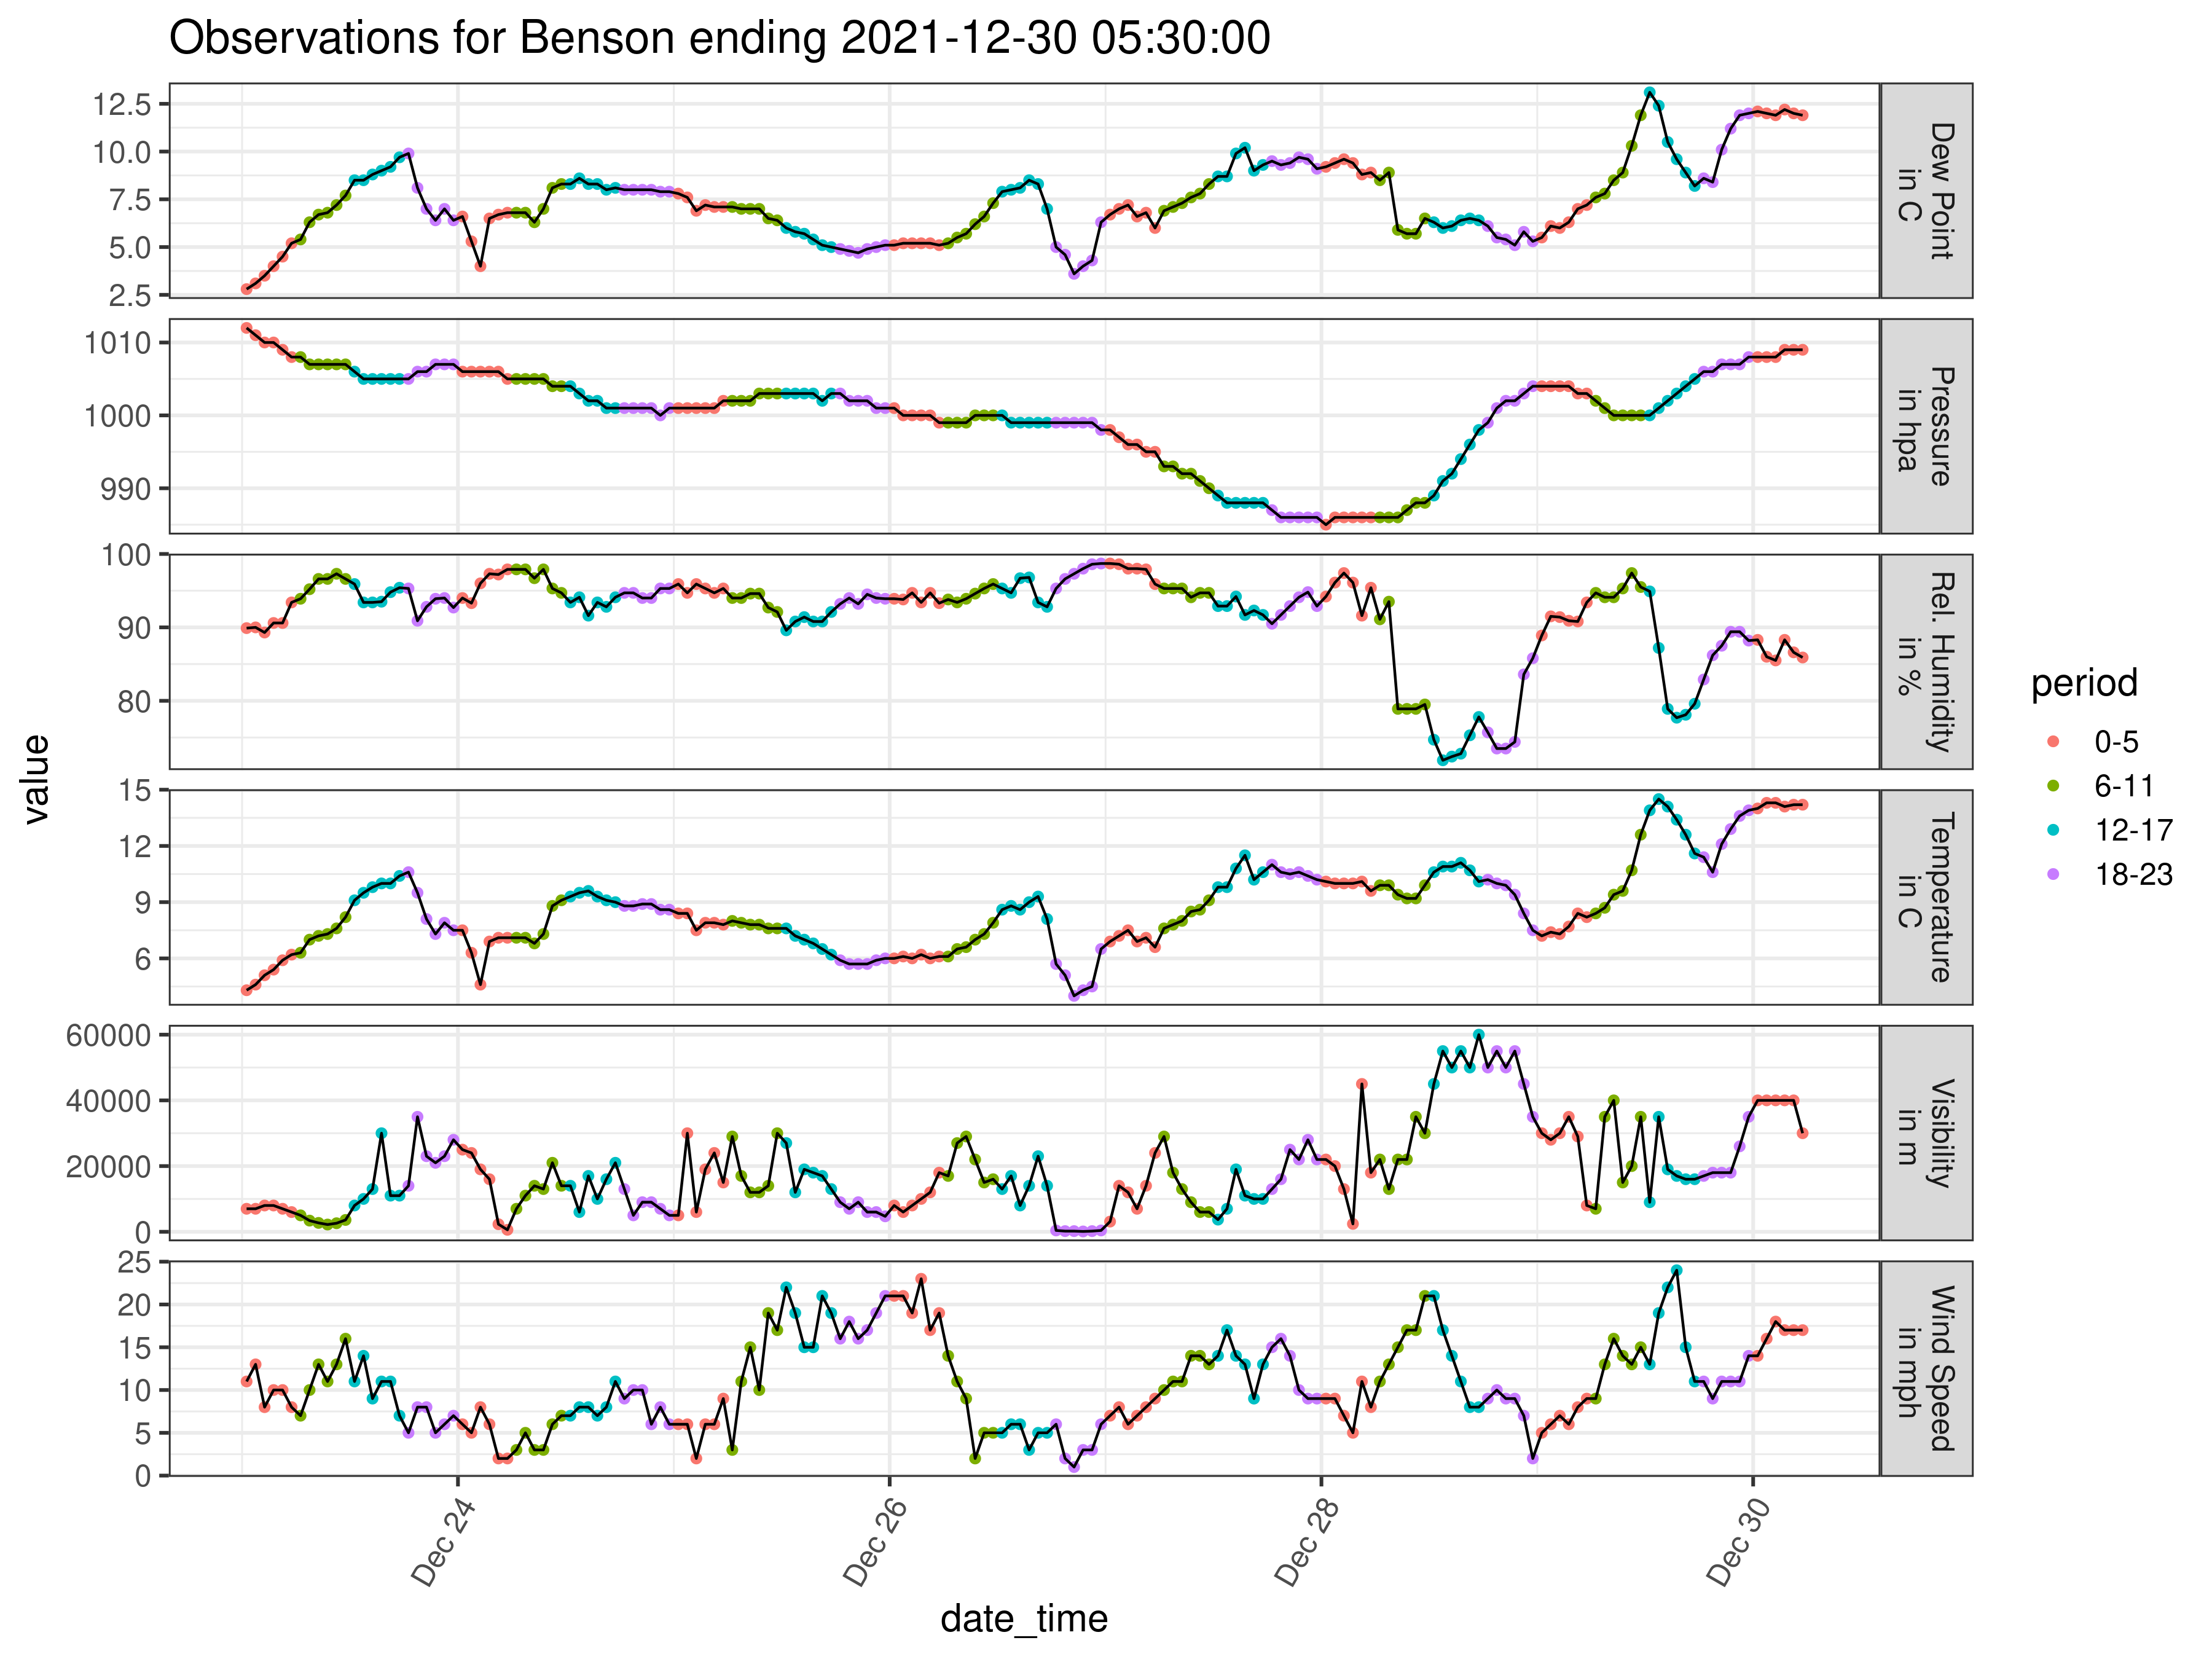 Observations for Benson ending 2021-12-30 05:30:00
value
12.5
10.0
7.5
5.0
2.5
Dew Point
in C
1010
1000
990
Pressure
in hpa
100
90
80
Rel. Humidity
in %
15
12
9
6
Temperature
in C
60000
40000
20000
0
Visibility
in m
25
20
15
10
5
0
Wind Speed
in mph
Dec 24
Dec 26
Dec 28
Dec 30
date_time
period
0-5
6-11
12-17
18-23